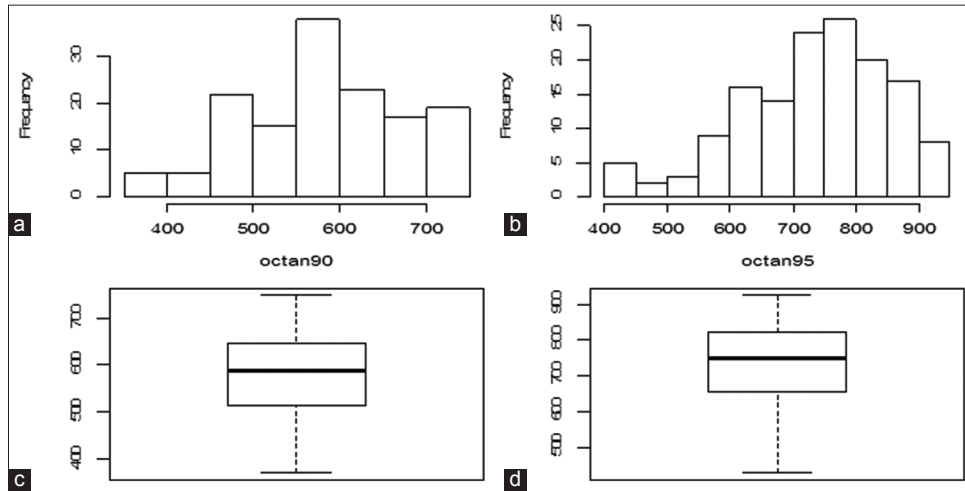 Frequency
0 10 20 30
400 500 600 700
octan90
a
Frequency
0 5 10 15 20 25
400 500 600 700 800 900
octan95
b
400 500 600 700
c
500 600 700 800 900
d